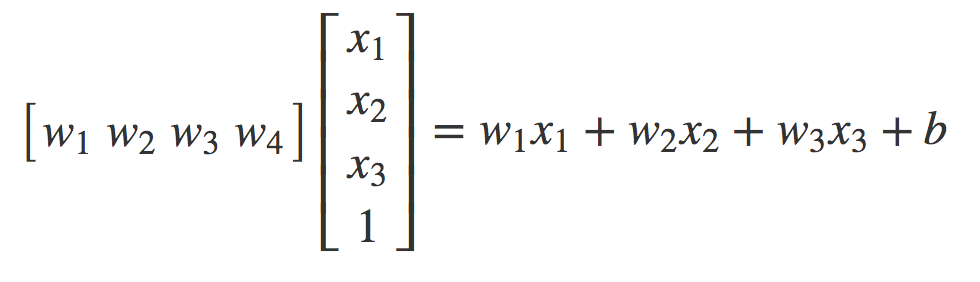 [w₁ w₂ w₃ w₄] [x₁ x₂ x₃ 1] = w₁x₁ + w₂x₂ + w₃x₃ + b